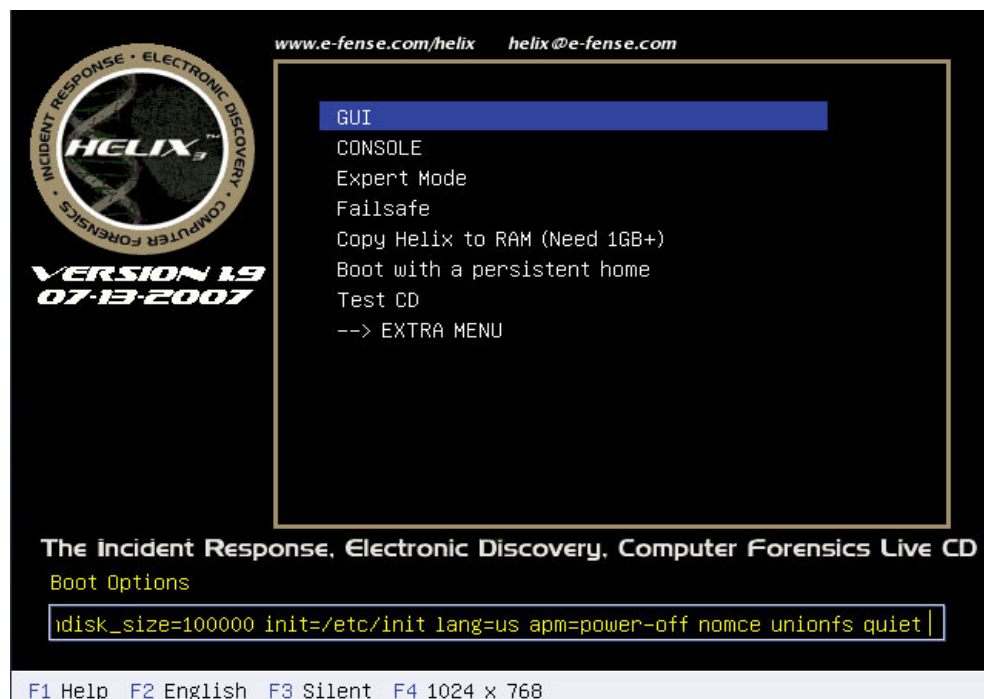 www.e-fense.com/helix helix@e-fense.com
INCIDENT RESPONSE · ELECTRONIC DISCOVERY · COMPUTER FORENSICS ·
HELIX3™
VERSION 1.9
07-13-2007
GUI
CONSOLE
Expert Mode
Failsafe
Copy Helix to RAM (Need 1GB+)
Boot with a persistent home
Test CD
--> EXTRA MENU
The Incident Response, Electronic Discovery, Computer Forensics Live CD
Boot Options
disk_size=100000 init=/etc/init lang=us apm=power-off nomce unionfs quiet
F1 Help F2 English F3 Silent F4 1024 x 768